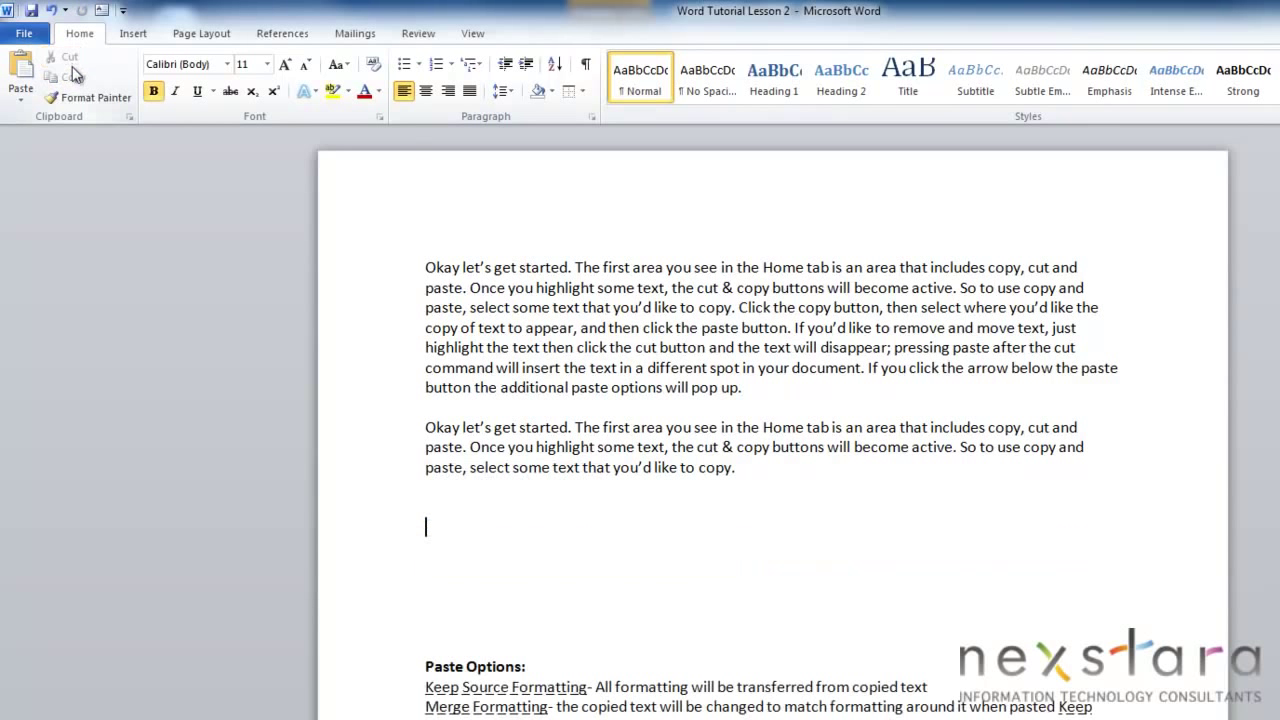 Word Tutorial Lesson 2 - Microsoft Word
File Home Insert Page Layout References Mailings Review View
Paste
Cut
Format Painter
Clipboard
Calibri (Body) 11
Font
Paragraph
AaBbCcDc AaBbCcDc AaBbC AaBbCc AaB AaBbCc. AaBbCcDc AaBbCcDc AaBbCcDc AaBbCcDc
¶ Normal ¶ No Spaci... Heading 1 Heading 2 Title Subtitle Subtle Em... Emphasis Intense E... Strong
Styles
Okay let’s get started. The first area you see in the Home tab is an area that includes copy, cut and
paste. Once you highlight some text, the cut & copy buttons will become active. So to use copy and
paste, select some text that you’d like to copy. Click the copy button, then select where you’d like the
copy of text to appear, and then click the paste button. If you’d like to remove and move text, just
highlight the text then click the cut button and the text will disappear; pressing paste after the cut
command will insert the text in a different spot in your document. If you click the arrow below the paste
button the additional paste options will pop up.
Okay let’s get started. The first area you see in the Home tab is an area that includes copy, cut and
paste. Once you highlight some text, the cut & copy buttons will become active. So to use copy and
paste, select some text that you’d like to copy.
Paste Options:
Keep Source Formatting- All formatting will be transferred from copied text
Merge Formatting- the copied text will be changed to match formatting around it when pasted Keep
nexstara
INFORMATION TECHNOLOGY CONSULTANTS